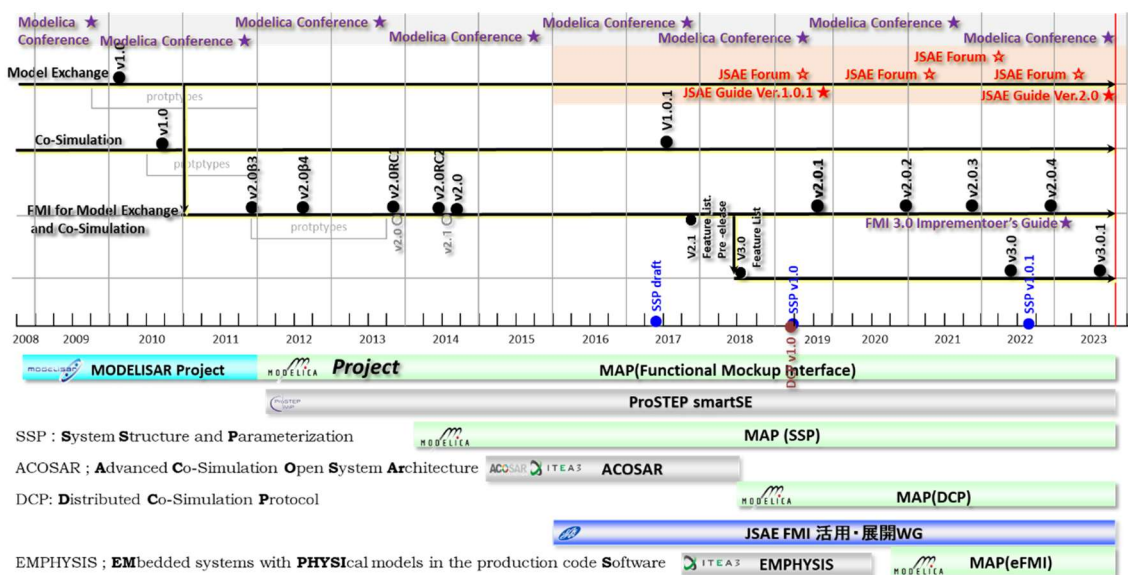 Modelica ★
Conference
Modelica Conference ★
Modelica Conference ★
Modelica Conference ★
Modelica Conference ★
Modelica Conference ★
Modelica Conference ★
Modelica Conference ★
JSAE Forum ☆
JSAE Forum ☆
JSAE Forum ☆
JSAE Forum ☆
JSAE Guide Ver.1.0.1 ★
JSAE Guide Ver.2.0 ★
Model Exchange
v1.0
protptypes
Co-Simulation
v1.0
V1.0.1
protptypes
FMI for Model Exchange
and Co-Simulation
v2.0β3
v2.0β4
v2.0RC1
v2.0RC2
v2.0
v2.0.1
v2.0.2
v2.0.3
v2.0.4
protptypes
v2.0
v2.1
v2.1
Feature List.
Pre -elease
V3.0
Feature List
FMI 3.0 Imprementoer's Guide ★
v3.0
v3.0.1
SSP draft
SSP v1.0
SSP v1.0.1
DCP v1.0
2008 2009 2010 2011 2012 2013 2014 2015 2016 2017 2018 2019 2020 2021 2022 2023
MODELISAR MODELISAR Project
MODELICA Project MAP(Functional Mockup Interface)
ProSTEP ProSTEP smartSE
SSP : System Structure and Parameterization
MODELICA MAP (SSP)
ACOSAR ; Advanced Co-Simulation Open System Architecture
ACOSAR ITEA3 ACOSAR
DCP: Distributed Co-Simulation Protocol
MODELICA MAP(DCP)
JSAE FMI 活用・展開WG
EMPHYSIS ; EMbedded systems with PHYSIcal models in the production code Software
ITEA3 EMPHYSIS
MODELICA MAP(eFMI)